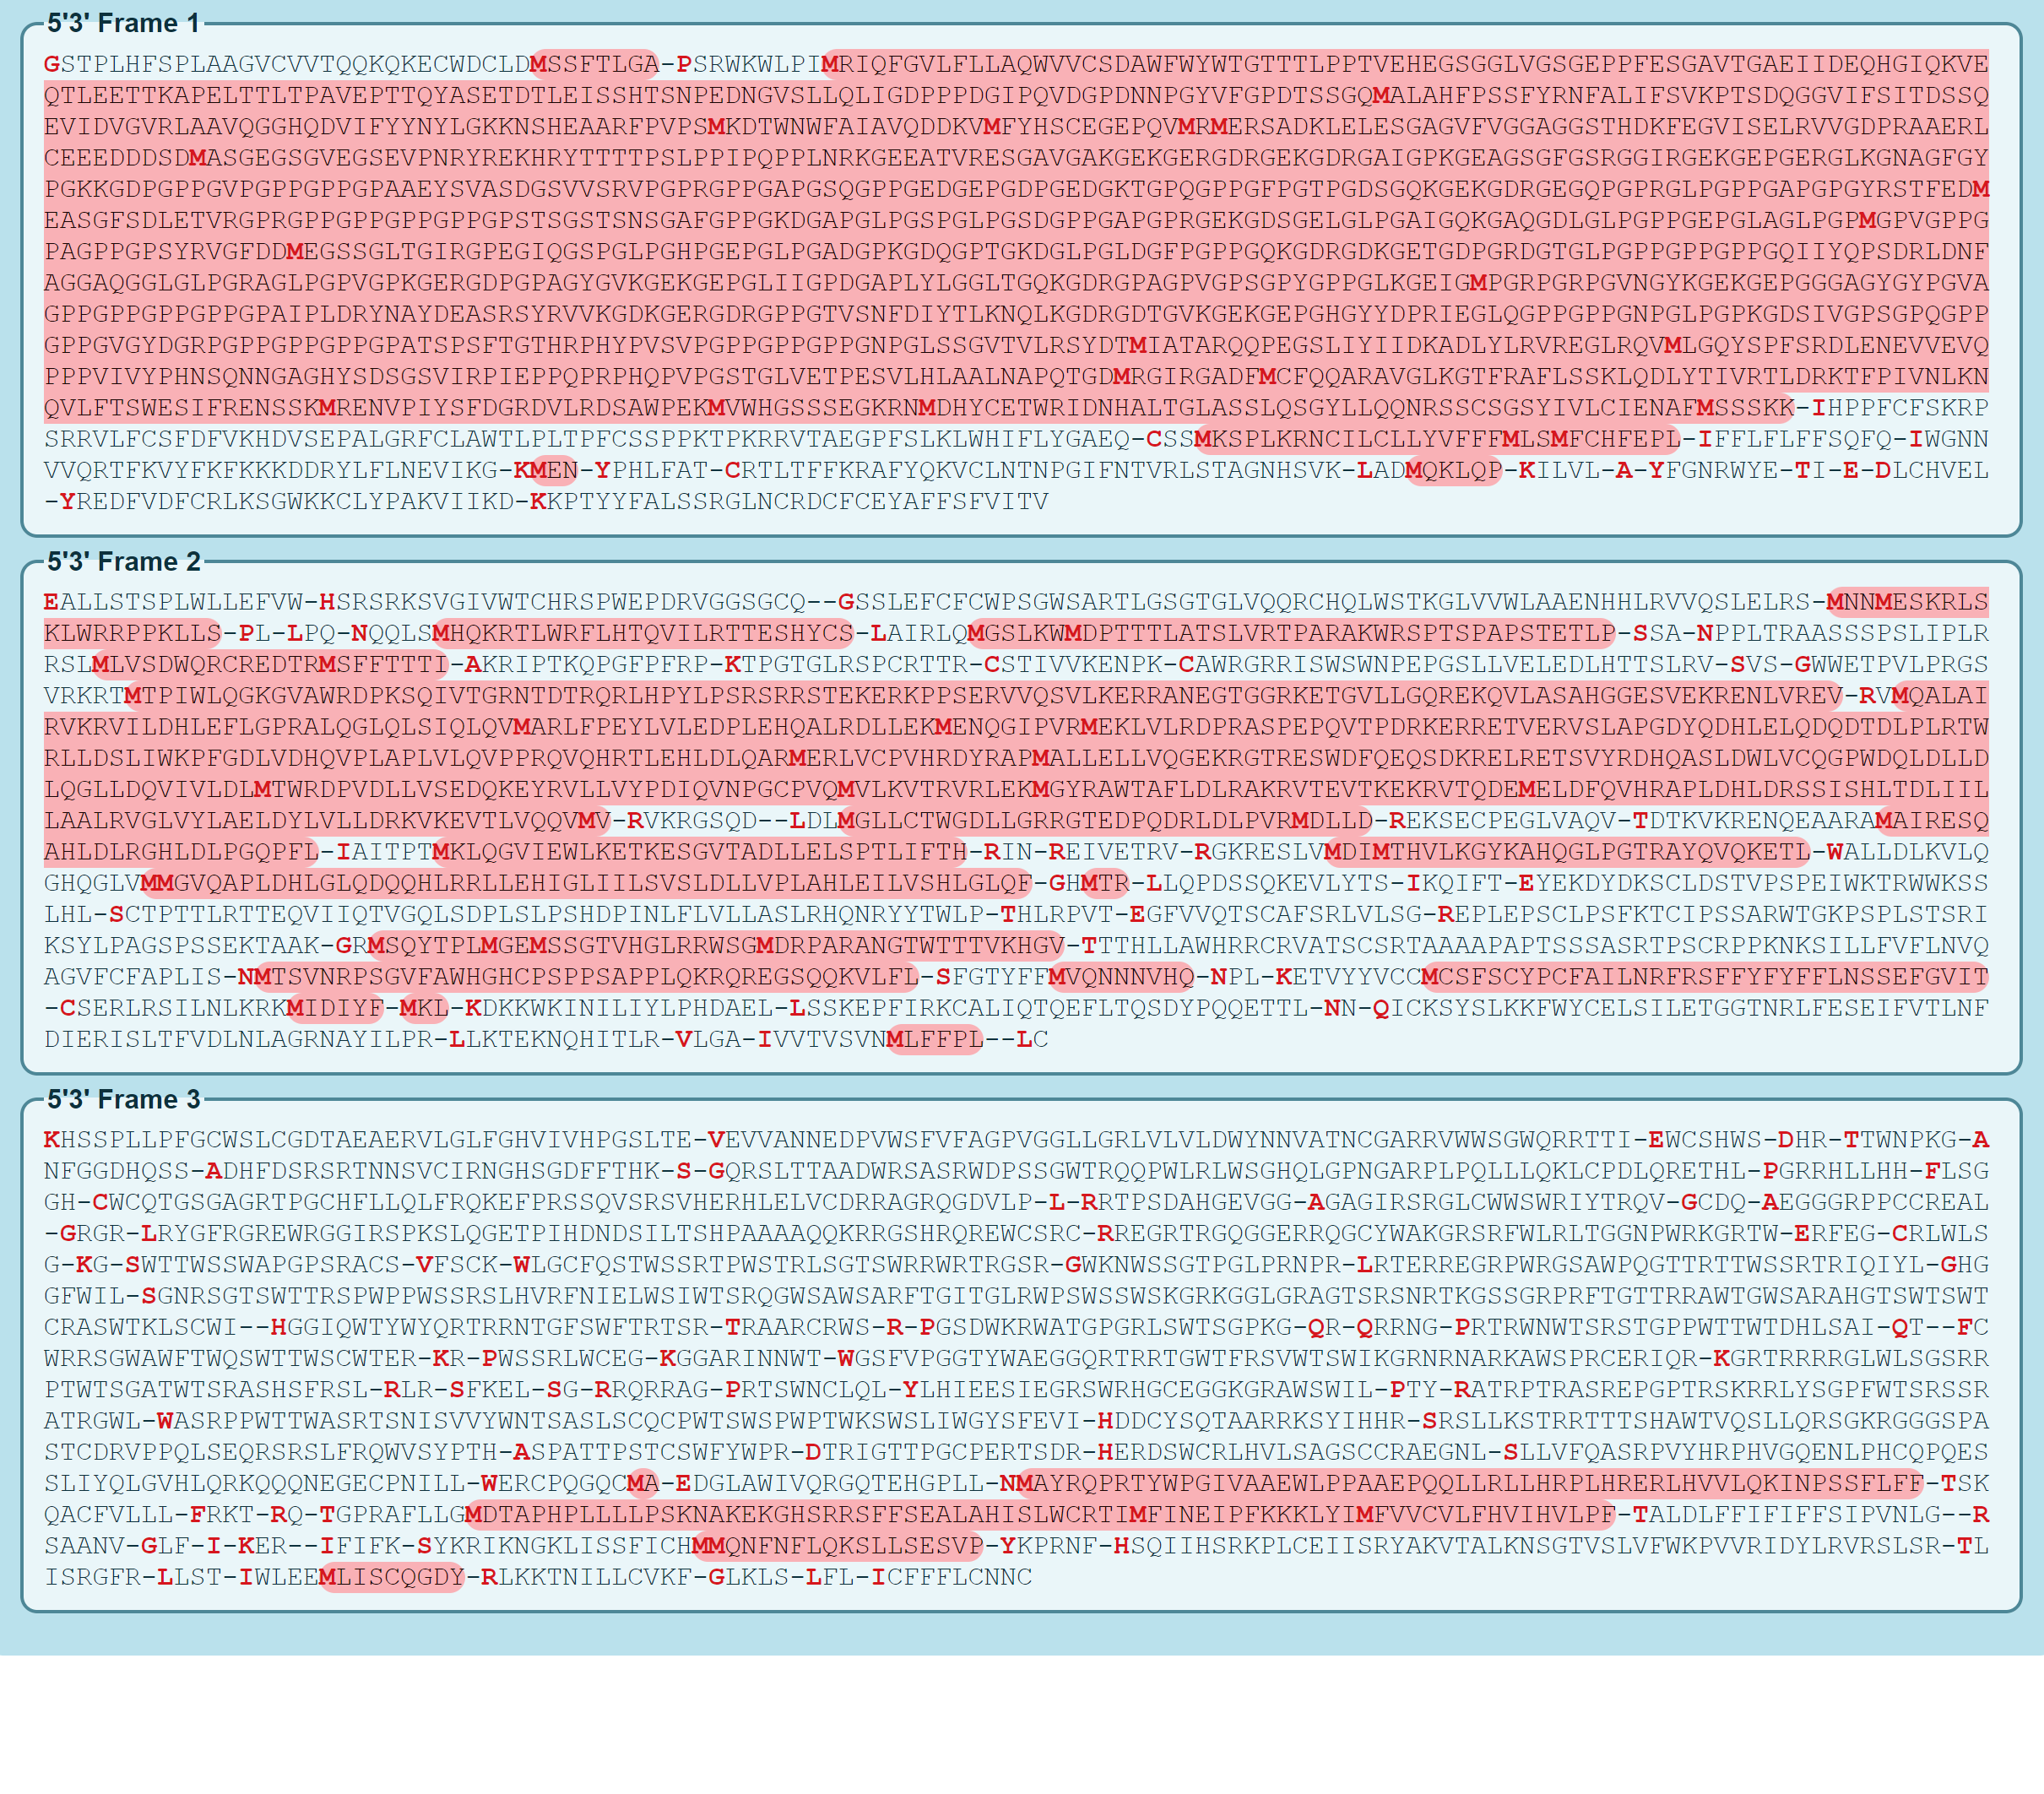 5'3' Frame 1
GSTPLHFSPLAAGVCVVTQQKQKECWDCLDMSSFTLGA-PSRWKWLPIMRIQFGVLFLLAQWVVCSDAWFWYWTGTTTLPPTVEHEGSGGLVGSGEPPFESGAVTGAEIIDEQHGIQKVE
QTLEETTKAPELTTLTPAVEPTTQYASETDTLEISSHTSNPEDNGVSLLQLIGDPPPDGIPQVDGPDNNPGYVFGPDTSSGQMALAHFPSSFYRNFALIFSVKPTSDQGGVIFSITDSSQ
EVIDVGVRLAAVQGGHQDVIFYYNYLGKKNSHEAARFPVPSMKDTWNWFAIAVQDDKVMFYHSCEGEPQVMRMERSADKLELESGAGVFVGGAGGSTHDKFEGVISELRVVGDPRAAERL
CEEEDDDSDMASGEGSGVEGSEVPNRYREKHRYTTTTPSLPPIPQPPLNRKGEEATVRESGAVGAKGEKGERGDRGEKGDRGAIGPKGEAGSGFGSRGGIRGEKGEPGERGLKGNAGFGY
PGKKGDPGPPGVPGPPGPPGPAAEYSVASDGSVVSRVPGPRGPPGAPGSQGPPGEDGEPGDPGEDGKTGPQGPPGFPGTPGDSGQKGEKGDRGEGQPGPRGLPGPPGAPGPGYRSTFEDM
EASGFSDLETVRGPRGPPGPPGPPGPPGPSTSGSTSNSGAFGPPGKDGAPGLPGSPGLPGSDGPPGAPGPRGEKGDSGELGLPGAIGQKGAQGDLGLPGPPGEPGLAGLPGPMGPVGPPG
PAGPPGPSYRVGFDDMEGSSGLTGIRGPEGIQGSPGLPGHPGEPGLPGADGPKGDQGPTGKDGLPGLDGFPGPPGQKGDRGDKGETGDPGRDGTGLPGPPGPPGPPGQIIYQPSDRLDNF
AGGAQGGLGLPGRAGLPGPVGPKGERGDPGPAGYGVKGEKGEPGLIIGPDGAPLYLGGLTGQKGDRGPAGPVGPSGPYGPPGLKGEIGMPGRPGRPGVNGYKGEKGEPGGGAGYGYPGVA
GPPGPPGPPGPPGPAIPLDRYNAYDEASRSYRVVKGDKGERGDRGPPGTVSNFDIYTLKNQLKGDRGDTGVKGEKGEPGHGYYDPRIEGLQGPPGPPGNPGLPGPKGDSIVGPSGPQGPP
GPPGVGYDGRPGPPGPPGPPGPATSPSFTGTHRPHYPVSVPGPPGPPGPPGNPGLSSGVTVLRSYDTMIATARQQPEGSLIYIIDKADLYLRVREGLRQVMLGQYSPFSRDLENEVVEVQ
PPPVIVYPHNSQNNGAGHYSDSGSVIRPIEPPQPRPHQPVPGSTGLVETPESVLHLAALNAPQTGDMRGIRGADFMCFQQARAVGLKGTFRAFLSSKLQDLYTIVRTLDRKTFPIVNLKN
QVLFTSWESIFRENSSKMRENVPIYSFDGRDVLRDSAWPEKMVWHGSSSEGKRNMDHYCETWRIDNHALTGLASSLQSGYLLQQNRSSCSGSYIVLCIENAFMSSSKK-IHPPFCFSKRP
SRRVLFCSFDFVKHDVSEPALGRFCLAWTLPLTPFCSSPPKTPKRRVTAEGPFSLKLWHIFLYGAEQ-CSSMKSPLKRNCILCLLYVFFFMLSMFCHFEPL-IFFLFLFFSQFQ-IWGNN
VVQRTFKVYFKFKKKDDRYLFLNEVIKG-KMEN-YPHLFAT-CRTLTFFKRAFYQKVCLNTNPGIFNTVRLSTAGNHSVK-LADMQKLQP-KILVL-A-YFGNRWYE-TI-E-DLCHVEL
-YREDFVDFCRLKSGWKKCLYPAKVIIKD-KKPTYYFALSSRGLNCRDCFCEYAFFSFVITV
5'3' Frame 2
EALLSTSPLWLLEFVW-HSRSRKSVGIVWTCHRSPWEPDRVGGSGCQ--GSSLEFCFCWPSGWSARTLGSGTGLVQQRCHQLWSTKGLVVWLAAENHHLRVVQSLELRS-MNNMESKRLS
KLWRRPPKLLS-PL-LPQ-NQQLSMHQKRTLWRFLHTQVILRTTESHYCS-LAIRLQMGSLKWMDPTTTLATSLVRTPARAKWRSPTSPAPSTETLP-SSA-NPPLTRAASSSPSLIPLR
RSLMLVSDWQRCREDTRMSFFTTTI-AKRIPTKQPGFPFRP-KTPGTGLRSPCRTTR-CSTIVVKENPK-CAWRGRRISWSWNPEPGSLLVELEDLHTTSLRV-SVS-GWWETPVLPRGS
VRKRTMTPIWLQGKGVAWRDPKSQIVTGRNTDTRQRLHPYLPSRSRRSTEKERKPPSERVVQSVLKERRANEGTGGRKETGVLLGQREKQVLASAHGGESVEKRENLVREV-RVMQALAI
RVKRVILDHLEFLGPRALQGLQLSIQLQVMARLFPEYLVLEDPLEHQALRDLLEKMENQGIPVRMEKLVLRDPRASPEPQVTPDRKERRETVERVSLAPGDYQDHLELQDQDTDLPLRTW
RLLDSLIWKPFGDLVDHQVPLAPLVLQVPPRQVQHRTLEHLDLQARMERLVCPVHRDYRAPMALLELLVQGEKRGTRESWDFQEQSDKRELRETSVYRDHQASLDWLVCQGPWDQLDLLD
LQGLLDQVIVLDLMTWRDPVDLLVSEDQKEYRVLLVYPDIQVNPGCPVQMVLKVTRVRLEKMGYRAWTAFLDLRAKRVTEVTKEKRVTQDEMELDFQVHRAPLDHLDRSSISHLTDLIIL
LAALRVGLVYLAELDYLVLLDRKVKEVTLVQQVMV-RVKRGSQD--LDLMGLLCTWGDLLGRRGTEDPQDRLDLPVRMDLLD-REKSECPEGLVAQV-TDTKVKRENQEAARAMAIRESQ
AHLDLRGHLDLPGQPFL-IAITPTMKLQGVIEWLKETKESGVTADLLELSPTLIFTH-RIN-REIVETRV-RGKRESLVMDIMTHVLKGYKAHQGLPGTRAYQVQKETL-WALLDLKVLQ
GHQGLVMMGVQAPLDHLGLQDQQHLRRLLEHIGLIILSVSLDLLVPLAHLEILVSHLGLQF-GHMTR-LLQPDSSQKEVLYTS-IKQIFT-EYEKDYDKSCLDSTVPSPEIWKTRWWKSS
LHL-SCTPTTLRTTEQVIIQTVGQLSDPLSLPSHDPINLFLVLLASLRHQNRYYTWLP-THLRPVT-EGFVVQTSCAFSRLVLSG-REPLEPSCLPSFKTCIPSSARWTGKPSPLSTSRI
KSYLPAGSPSSEKTAAK-GRMSQYTPLMGEMSSGTVHGLRRWSGMDRPARANGTWTTTVKHGV-TTTHLLAWHRRCRVATSCSRTAAAAPAPTSSSASRTPSCRPPKNKSILLFVFLNVQ
AGVFCFAPLIS-NMTSVNRPSGVFAWHGHCPSPPSAPPLQKRQREGSQQKVLFL-SFGTYFFMVQNNNVHQ-NPL-KETVYYVCCMCSFSCYPCFAILNRFRSFFYFYFFLNSSEFGVIT
-CSERLRSILNLKRKMIDIYF-MKL-KDKKWKINILIYLPHDAEL-LSSKEPFIRKCALIQTQEFLTQSDYPQQETTL-NN-QICKSYSLKKFWYCELSILETGGTNRLFESEIFVTLNF
DIERISLTFVDLNLAGRNAYILPR-LLKTEKNQHITLR-VLGA-IVVTVSVNMLFFPL--LC
5'3' Frame 3
KHSSPLLPFGCWSLCGDTAEAERVLGLFGHVIVHPGSLTE-VEVVANNEDPVWSFVFAGPVGGLLGRLVLVLDWYNNVATNCGARRVWWSGWQRRTTI-EWCSHWS-DHR-TTWNPKG-A
NFGGDHQSS-ADHFDSRSRTNNSVCIRNGHSGDFFTHK-S-GQRSLTTAADWRSASRWDPSSGWTRQQPWLRLWSGHQLGPNGARPLPQLLLQKLCPDLQRETHL-PGRRHLLHH-FLSG
GH-CWCQTGSGAGRTPGCHFLLQLFRQKEFPRSSQVSRSVHERHLELVCDRRAGRQGDVLP-L-RRTPSDAHGEVGG-AGAGIRSRGLCWWSWRIYTRQV-GCDQ-AEGGGRPPCCREAL
-GRGR-LRYGFRGREWRGGIRSPKSLQGETPIHDNDSILTSHPAAAAQQKRRGSHRQREWCSRC-RREGRTRGQGGERRQGCYWAKGRSRFWLRLTGGNPWRKGRTW-ERFEG-CRLWLS
G-KG-SWTTWSSWAPGPSRACS-VFSCK-WLGCFQSTWSSRTPWSTRLSGTSWRRWRTRGSR-GWKNWSSGTPGLPRNPR-LRTERREGRPWRGSAWPQGTTRTTWSSRTRIQIYL-GHG
GFWIL-SGNRSGTSWTTRSPWPPWSSRSLHVRFNIELWSIWTSRQGWSAWSARFTGITGLRWPSWSSWSKGRKGGLGRAGTSRSNRTKGSSGRPRFTGTTRRAWTGWSARAHGTSWTSWT
CRASWTKLSCWI--HGGIQWTYWYQRTRRNTGFSWFTRTSR-TRAARCRWS-R-PGSDWKRWATGPGRLSWTSGPKG-QR-QRRNG-PRTRWNWTSRSTGPPWTTWTDHLSAI-QT--FC
WRRSGWAWFTWQSWTTWSCWTER-KR-PWSSRLWCEG-KGGARINNWT-WGSFVPGGTYWAEGGQRTRRTGWTFRSVWTSWIKGRNRNARKAWSPRCERIQR-KGRTRRRRGLWLSGSRR
PTWTSGATWTSRASHSFRSL-RLR-SFKEL-SG-RRQRRAG-PRTSWNCLQL-YLHIEESIEGRSWRHGCEGGKGRAWSWIL-PTY-RATRPTRASREPGPTRSKRRLYSGPFWTSRSSR
ATRGWL-WASRPPWTTWASRTSNISVVYWNTSASLSCQCPWTSWSPWPTWKSWSLIWGYSFEVI-HDDCYSQTAARRKSYIHHR-SRSLLKSTRRTTTSHAWTVQSLLQRSGKRGGGSPA
STCDRVPPQLSEQRSRSLFRQWVSYPTH-ASPATTPSTCSWFYWPR-DTRIGTTPGCPERTSDR-HERDSWCRLHVLSAGSCCRAEGNL-SLLVFQASRPVYHRPHVGQENLPHCQPQES
SLIYQLGVHLQRKQQQNEGECPNILL-WERCPQGQCMA-EDGLAWIVQRGQTEHGPLL-NMAYRQPRTYWPGIVAAEWLPPAAEPQQLLRLLHRPLHRERLHVVLQKINPSSFLFF-TSK
QACFVLLL-FRKT-RQ-TGPRAFLLGMDTAPHPLLLLPSKNAKEKGHSRRSFFSEALAHISLWCRTIMFINEIPFKKKLYIMFVVCVLFHVIHVLPF-TALDLFFIFIFFSIPVNLG--R
SAANV-GLF-I-KER--IFIFK-SYKRIKNGKLISSFICHMMQNFNFLQKSLLSESVP-YKPRNF-HSQIIHSRKPLCEIISRYAKVTALKNSGTVSLVFWKPVVRIDYLRVRSLSR-TL
ISRGFR-LLST-IWLEEMLISCQGDY-RLKKTNILLCVKF-GLKLS-LFL-ICFFFLCNNC